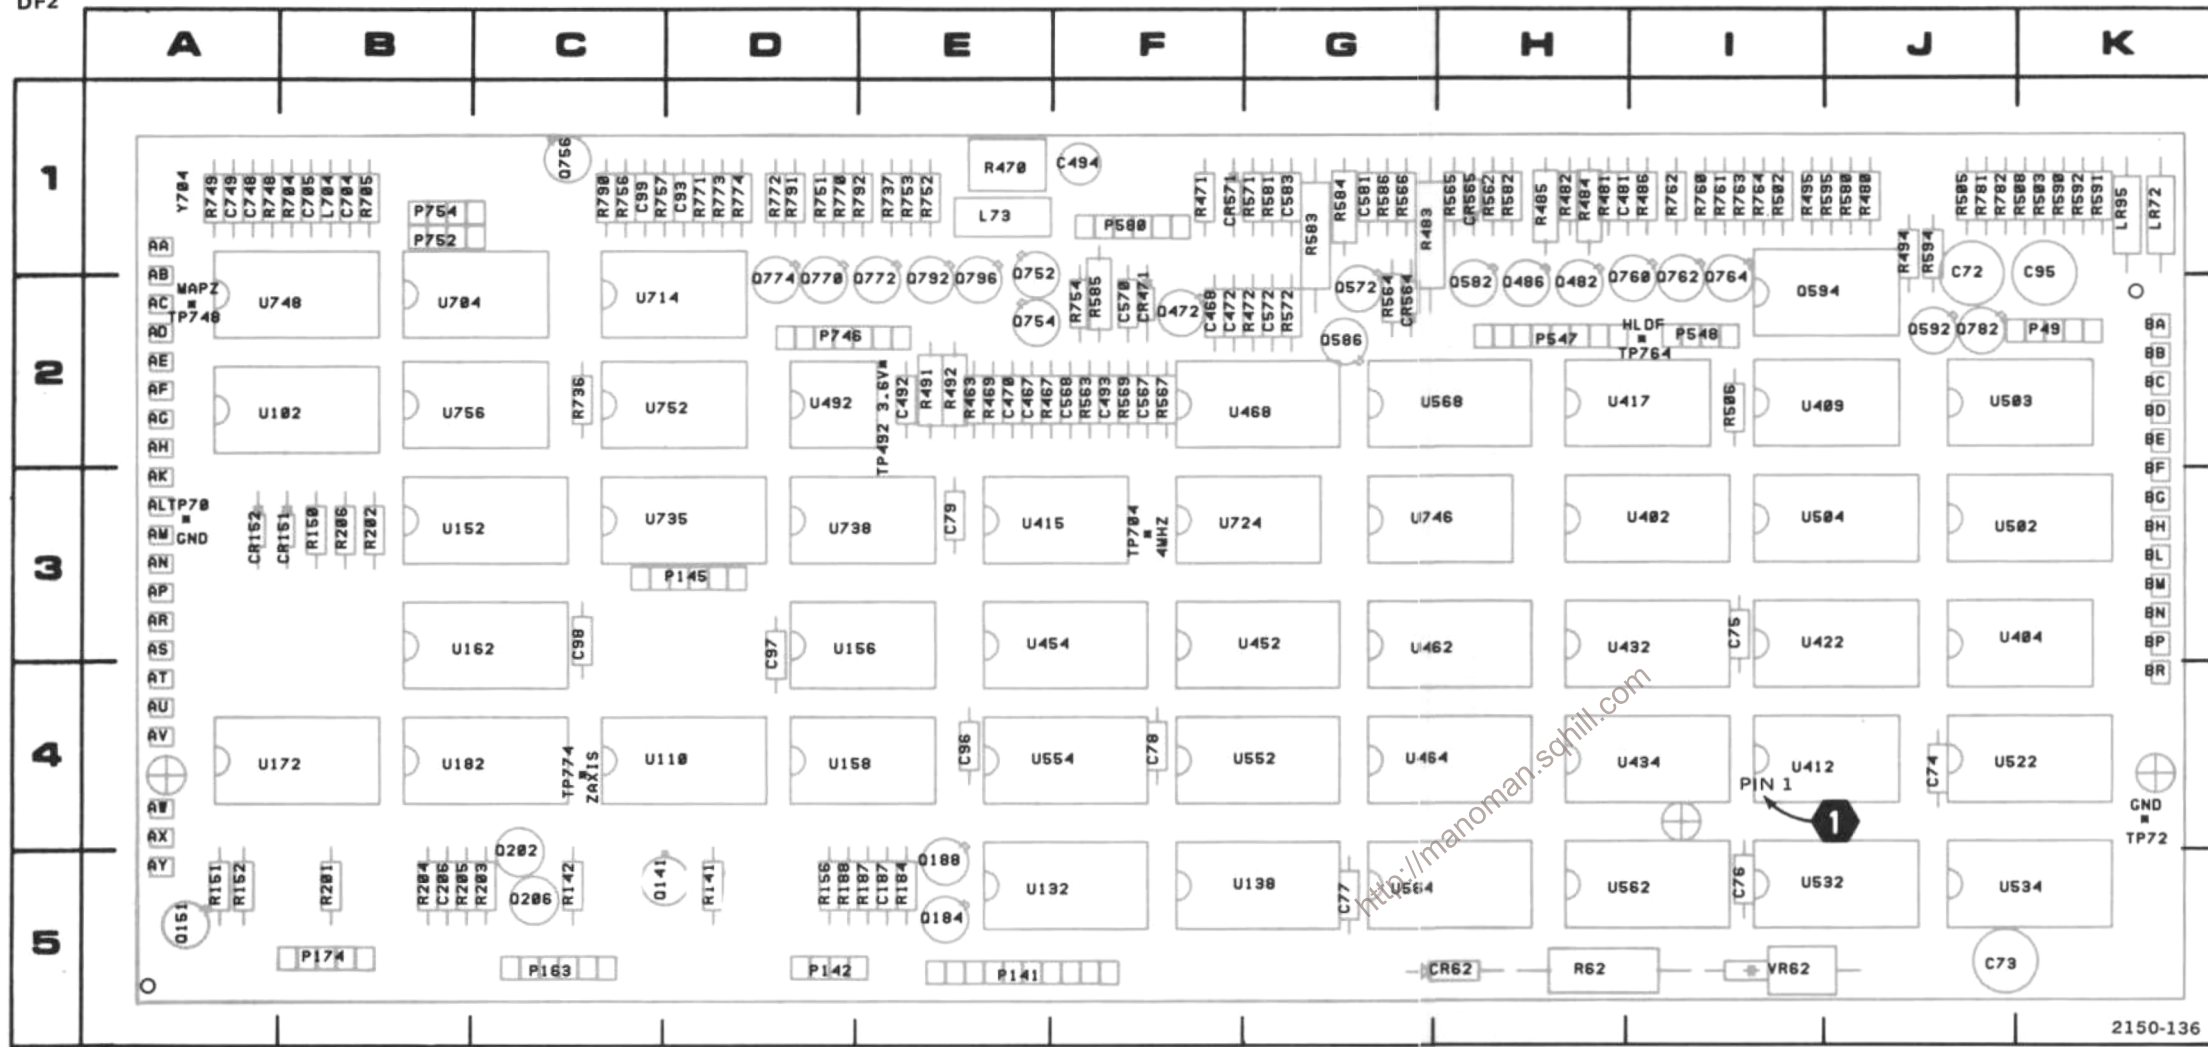 DF2
A B C D E F G H I J K
1
Y704 R749 C749 C748 R748 R704 C705 L704 C704 R705 Q756 R790 R756 C99 R757 C93 R771 R773 R774 R772 R791 R751 R770 R792 R737 R753 R752 R470 C494 R471 CR571 R571 R581 C583 R583 R584 C581 R586 R566 R483 R565 CR565 R562 R582 R485 R482 R484 R481 C481 R486 R762 R760 R761 R763 R764 R502 R495 R595 R580 R480 R505 R781 R782 R508 R503 R590 R592 R591 LR95 LR72
P754 L73
P752 P580
AA R494 R594
AB Q774 Q770 Q772 Q792 Q796 Q752 Q582 Q486 Q482 Q760 Q762 Q764 C72 C95
MAPZ
AC U748 U704 U714 R754 R585 C570 CR471 Q472 C468 C472 R472 C572 R572 Q572 R564 CR564 Q594
TP748
AD P746 Q754 Q586 P547 HLDF P548 Q592 Q782 P49 BA
TP764
2
AE BB
AF U102 U756 R736 U752 U492 TP492 3.6V C492 R491 R492 R463 R469 C470 C467 R467 C568 R563 C493 R569 C567 R567 U468 U568 U417 R506 U409 U503 BC
AG BD
AH BE
AK BF
AL TP70 BG
AM GND CR152 CR151 R150 R206 R202 U152 U735 U738 C79 U415 TP704 4MHZ U724 U746 U402 U504 U502 BH
AN BL
3
AP P145 BM
AR BN
AS U162 C98 C97 U156 U454 U452 U462 U432 C75 U422 U404 BP
AT BR
AU
AV
4
U172 U182 TP774 ZAXIS U110 U158 C96 U554 C78 U552 U464 U434 U412 C74 U522
PIN 1
AW GND
1
AX TP72
AY R151 R152 R201 R204 C206 R205 R203 Q202 Q206 R142 Q141 R141 R156 R188 R187 C187 R184 Q188 U132 U138 C77 U564 U562 C76 U532 U534
Q151 Q184
5
P174 P163 P142 P141 CR62 R62 VR62 C73
http://manoman.sqhill.com
2150-136